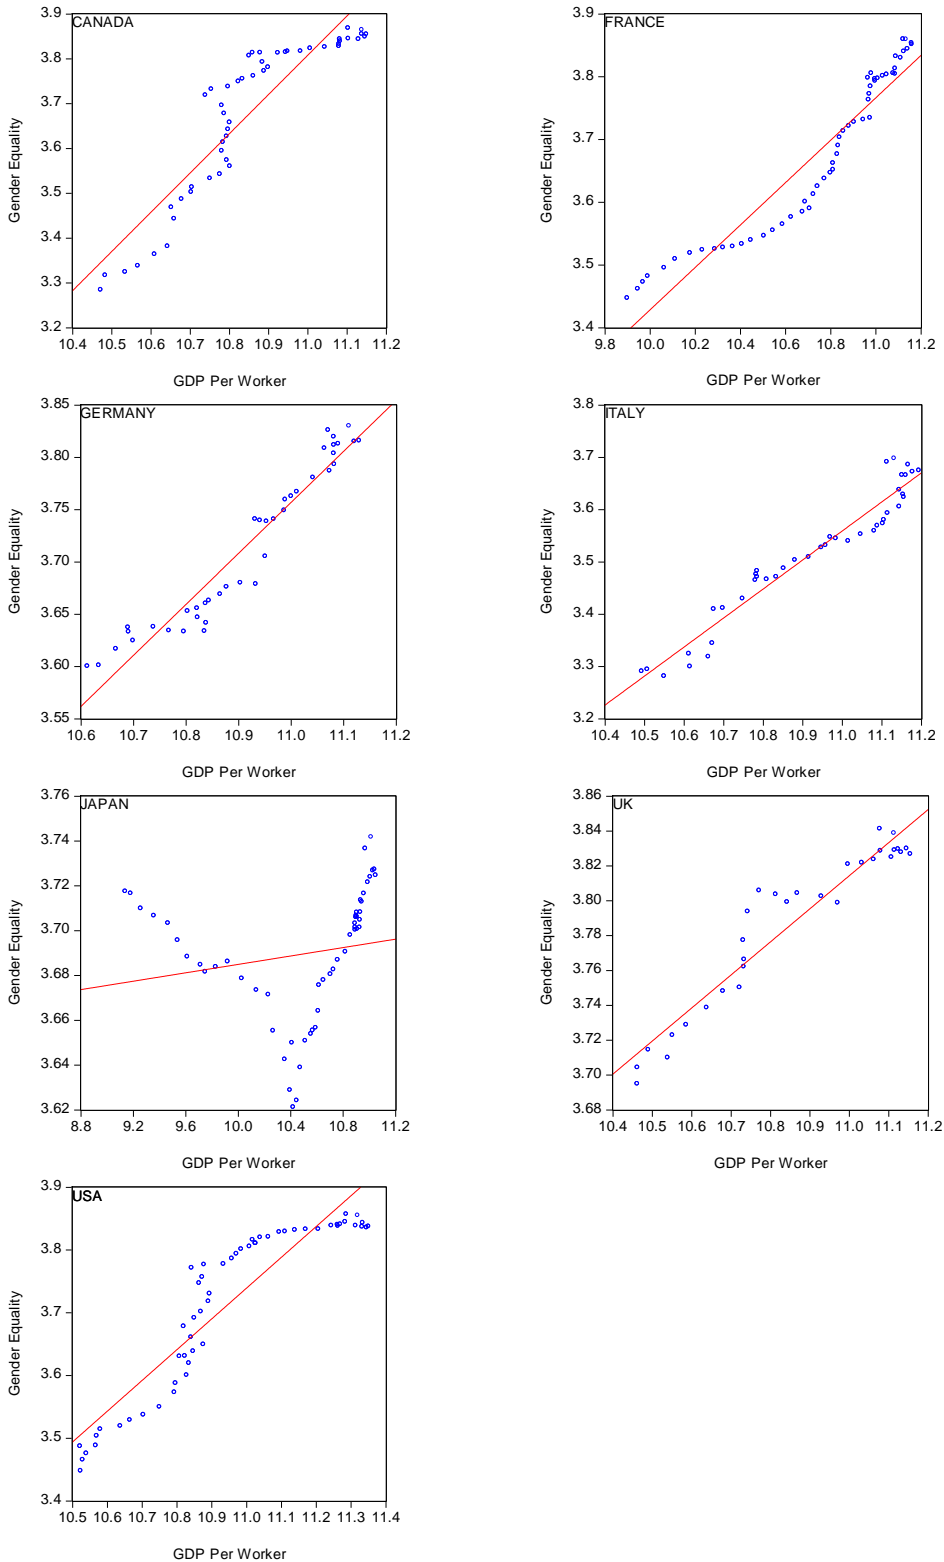 CANADA
Gender Equality
3.9
3.8
3.7
3.6
3.5
3.4
3.3
3.2
10.4 10.5 10.6 10.7 10.8 10.9 11.0 11.1 11.2
GDP Per Worker
FRANCE
Gender Equality
3.9
3.8
3.7
3.6
3.5
3.4
9.8 10.0 10.2 10.4 10.6 10.8 11.0 11.2
GDP Per Worker
GERMANY
Gender Equality
3.85
3.80
3.75
3.70
3.65
3.60
3.55
10.6 10.7 10.8 10.9 11.0 11.1 11.2
GDP Per Worker
ITALY
Gender Equality
3.8
3.7
3.6
3.5
3.4
3.3
3.2
10.4 10.5 10.6 10.7 10.8 10.9 11.0 11.1 11.2
GDP Per Worker
JAPAN
Gender Equality
3.76
3.74
3.72
3.70
3.68
3.66
3.64
3.62
8.8 9.2 9.6 10.0 10.4 10.8 11.2
GDP Per Worker
UK
Gender Equality
3.86
3.84
3.82
3.80
3.78
3.76
3.74
3.72
3.70
3.68
10.4 10.5 10.6 10.7 10.8 10.9 11.0 11.1 11.2
GDP Per Worker
USA
Gender Equality
3.9
3.8
3.7
3.6
3.5
3.4
10.5 10.6 10.7 10.8 10.9 11.0 11.1 11.2 11.3 11.4
GDP Per Worker